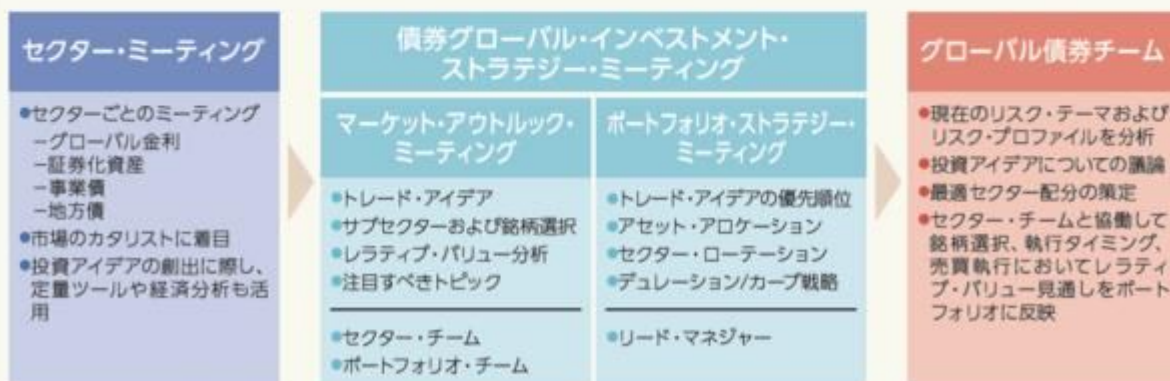 セクター・ミーティング
●セクターごとのミーティング
－グローバル金利
－証券化資産
－事業債
－地方債
●市場のカタリストに着目
●投資アイデアの創出に際し、
定量ツールや経済分析も活
用
債券グローバル・インベストメント・
ストラテジー・ミーティング
マーケット・アウトルック・
ミーティング
●トレード・アイデア
●サブセクターおよび銘柄選択
●レラティブ・バリュー分析
●注目すべきトピック
●セクター・チーム
●ポートフォリオ・チーム
ポートフォリオ・ストラテジー・
ミーティング
●トレード・アイデアの優先順位
●アセット・アロケーション
●セクター・ローテーション
●デュレーション/カーブ戦略
●リード・マネジャー
グローバル債券チーム
●現在のリスク・テーマおよび
リスク・プロファイルを分析
●投資アイデアについての議論
●最適セクター配分の策定
●セクター・チームと協働して
銘柄選択、執行タイミング、
売買執行においてレラティ
ブ・バリュー見通しをポート
フォリオに反映